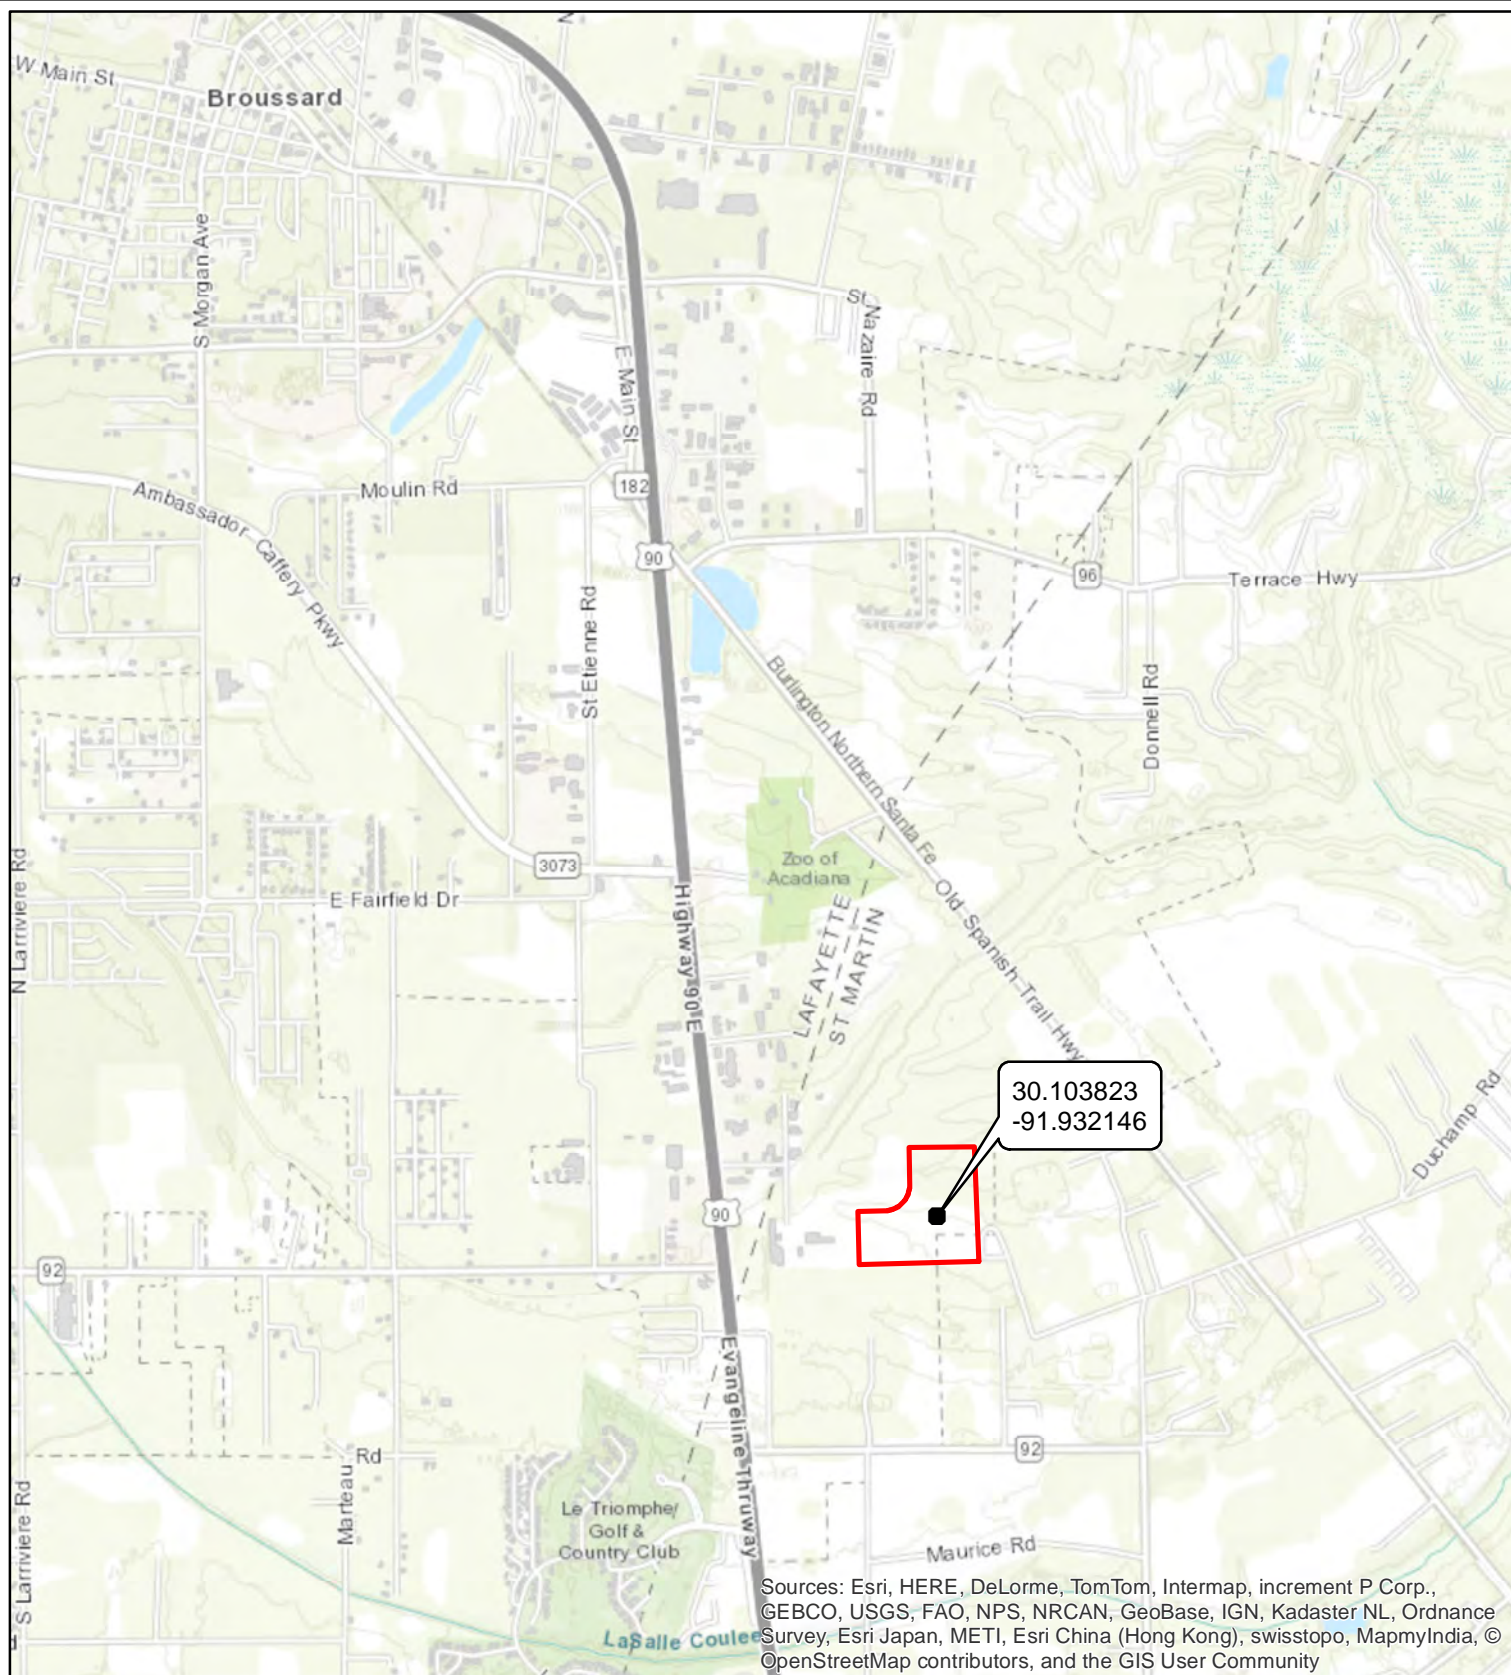 W Main St
Broussard
S Morgan Ave
St Nazaire Rd
E Main St
Ambassador Caffery Pkwy
Moulin Rd
182
90
96
Terrace Hwy
St Etienne Rd
Burlington Northern Santa Fe
Donnell Rd
Zoo of
Acadiana
3073
E Fairfield Dr
N Larriviere Rd
Highway 90 E
LAFAYETTE
ST MARTIN
Old Spanish Trail Hwy
30.103823
-91.932146
Duchamp Rd
90
92
Evangeline Thruway
92
Marteau Rd
S Larriviere Rd
Le Triomphe/
Golf &
Country Club
Maurice Rd
LaSalle Coulee
Sources: Esri, HERE, DeLorme, TomTom, Intermap, increment P Corp.,
GEBCO, USGS, FAO, NPS, NRCAN, GeoBase, IGN, Kadaster NL, Ordnance
Survey, Esri Japan, METI, Esri China (Hong Kong), swisstopo, MapmyIndia, ©
OpenStreetMap contributors, and the GIS User Community